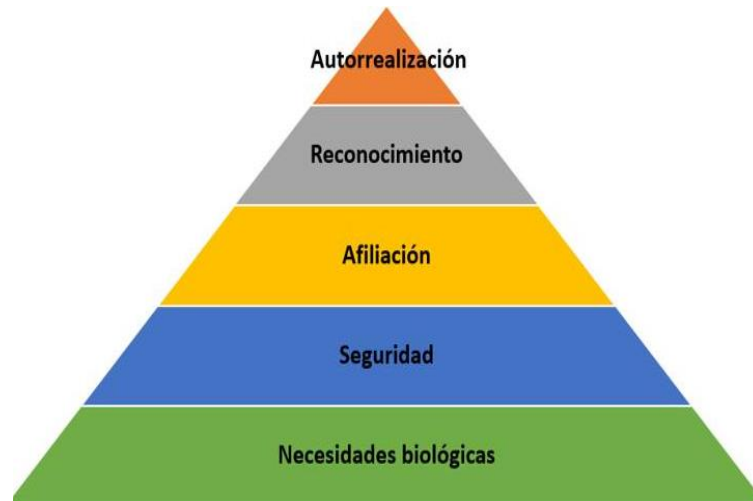 Autorrealización
Reconocimiento
Afiliación
Seguridad
Necesidades biológicas